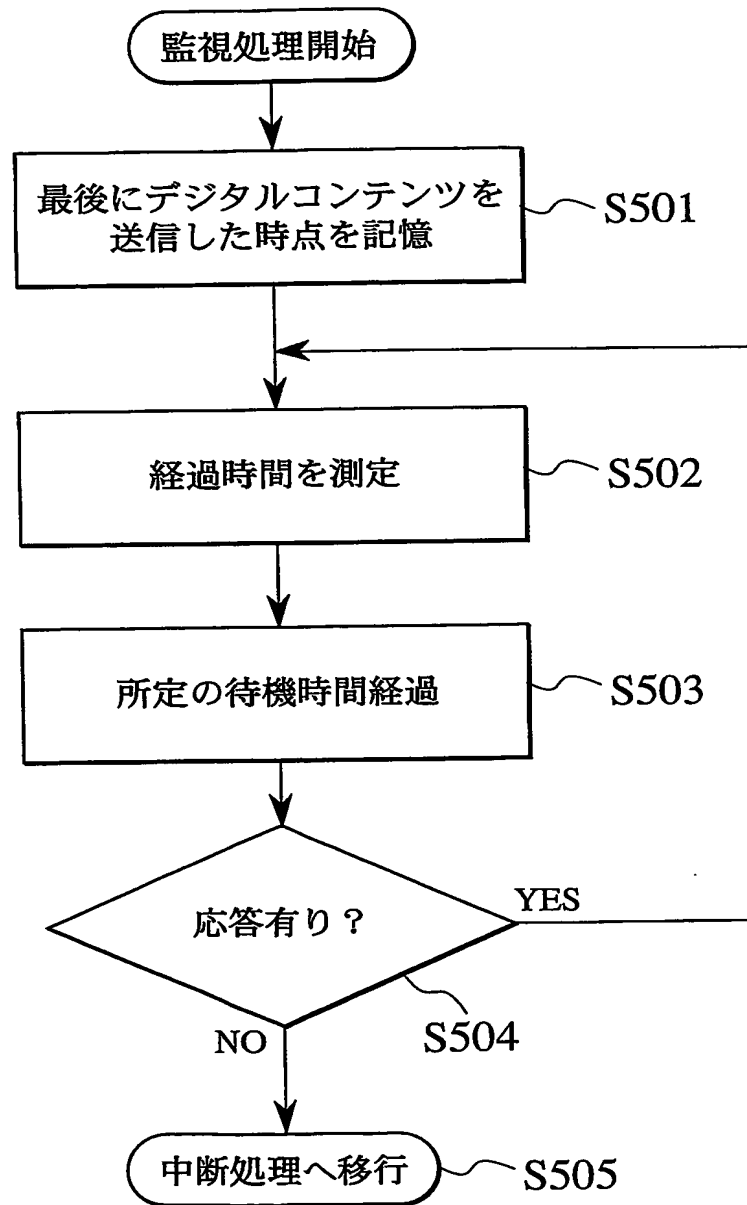 監視処理開始
最後にデジタルコンテンツを
送信した時点を記憶
S501
経過時間を測定
S502
所定の待機時間経過
S503
応答有り？
YES
S504
NO
中断処理へ移行
S505